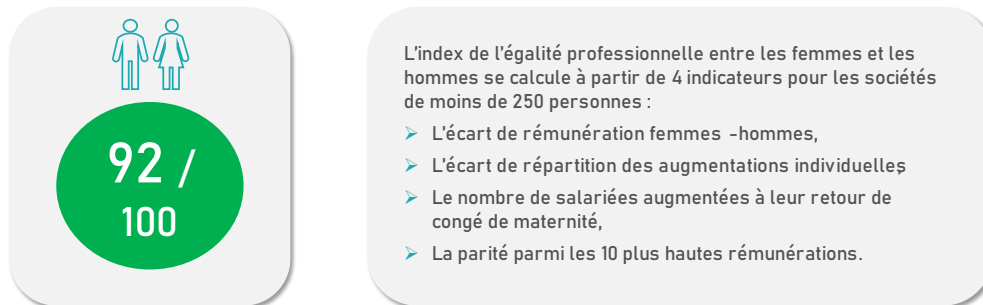 92 /
100
L'index de l'égalité professionnelle entre les femmes et les
hommes se calcule à partir de 4 indicateurs pour les sociétés
de moins de 250 personnes :
➢ L'écart de rémunération femmes -hommes,
➢ L'écart de répartition des augmentations individuelles,
➢ Le nombre de salariées augmentées à leur retour de
congé de maternité,
➢ La parité parmi les 10 plus hautes rémunérations.